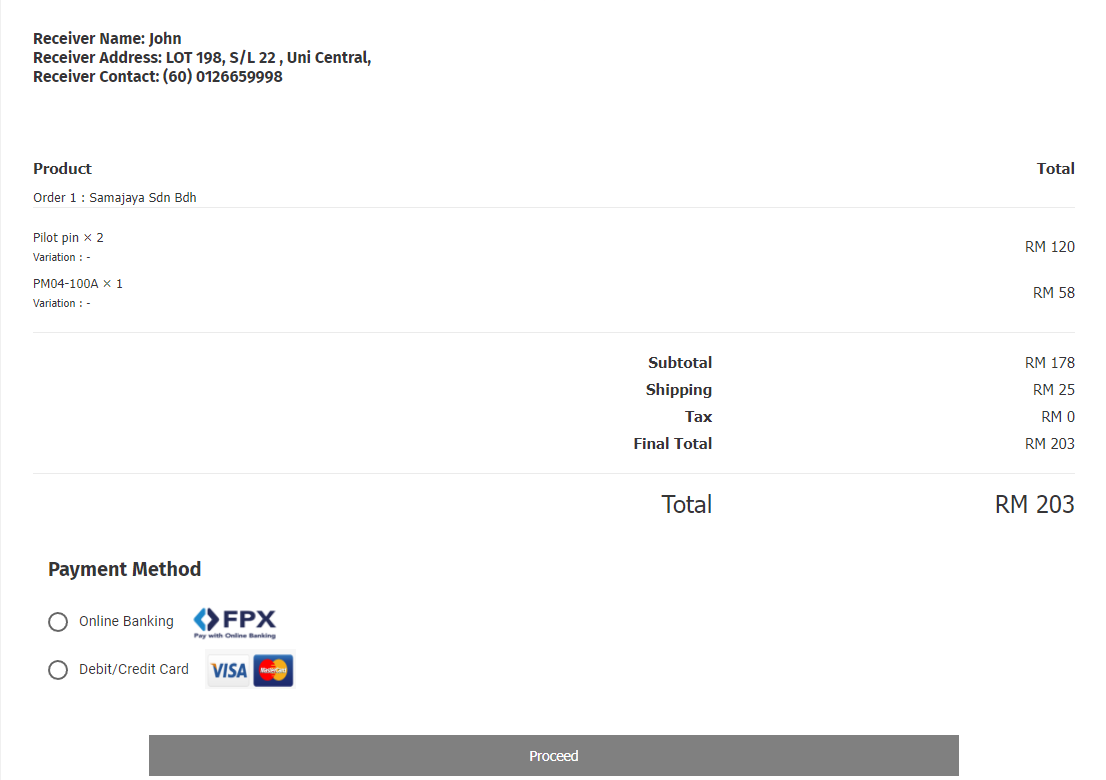 Receiver Name: John
Receiver Address: LOT 198, S/L 22 , Uni Central,
Receiver Contact: (60) 0126659998
Product Total
Order 1 : Samajaya Sdn Bdh
Pilot pin × 2
Variation : -
RM 120
PM04-100A × 1
Variation : -
RM 58
Subtotal RM 178
Shipping RM 25
Tax RM 0
Final Total RM 203
Total RM 203
Payment Method
Online Banking FPX
Pay with Online Banking
Debit/Credit Card VISA MasterCard
Proceed